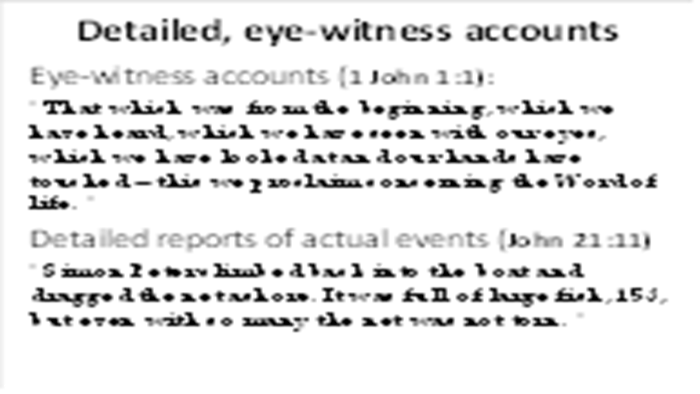 Detailed, eye-witness accounts
Eye-witness accounts (1 John 1:1):
"That which was from the beginning, which we
have heard, which we have seen with our eyes,
which we have looked at and our hands have
touched – this we proclaim concerning the Word of
life."
Detailed reports of actual events (John 21:11)
"Simon Peter climbed back into the boat and
dragged the net ashore. It was full of large fish, 153,
but even with so many the net was not torn."